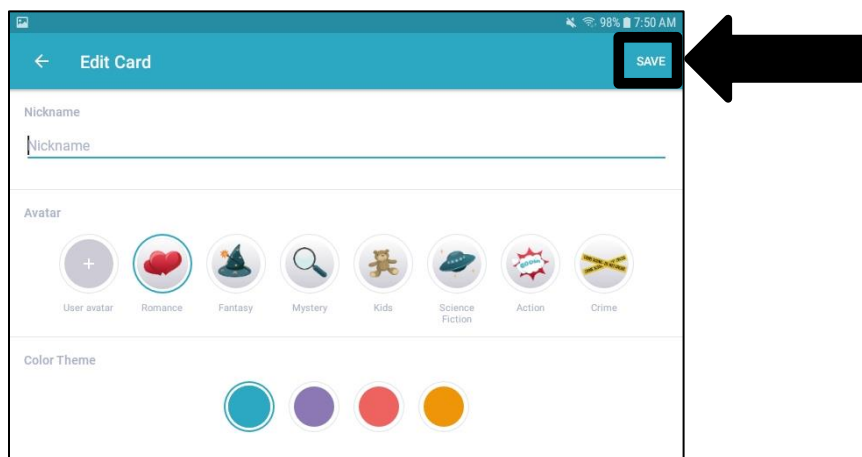 98% 7:50 AM
Edit Card
SAVE
Nickname
Nickname
Avatar
+
BOOM!
User avatar Romance Fantasy Mystery Kids Science Fiction Action Crime
Color Theme